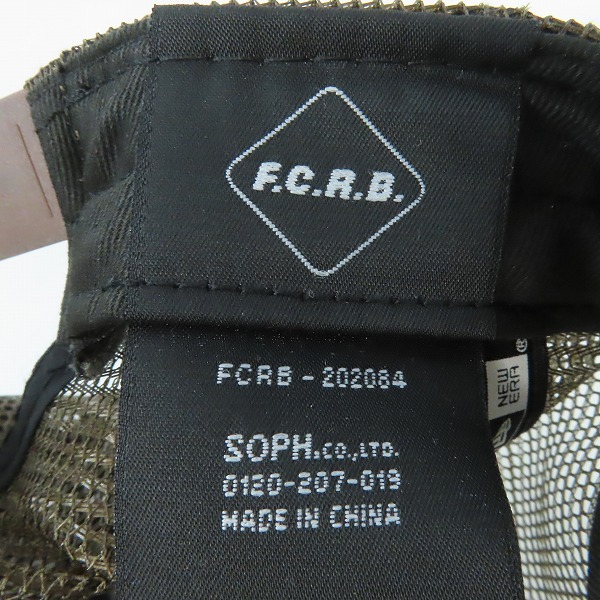 F.C.R.B.
FCRB-202084
SOPH.CO.,LTD.
0120-207-019
MADE IN CHINA
NEW ERA®